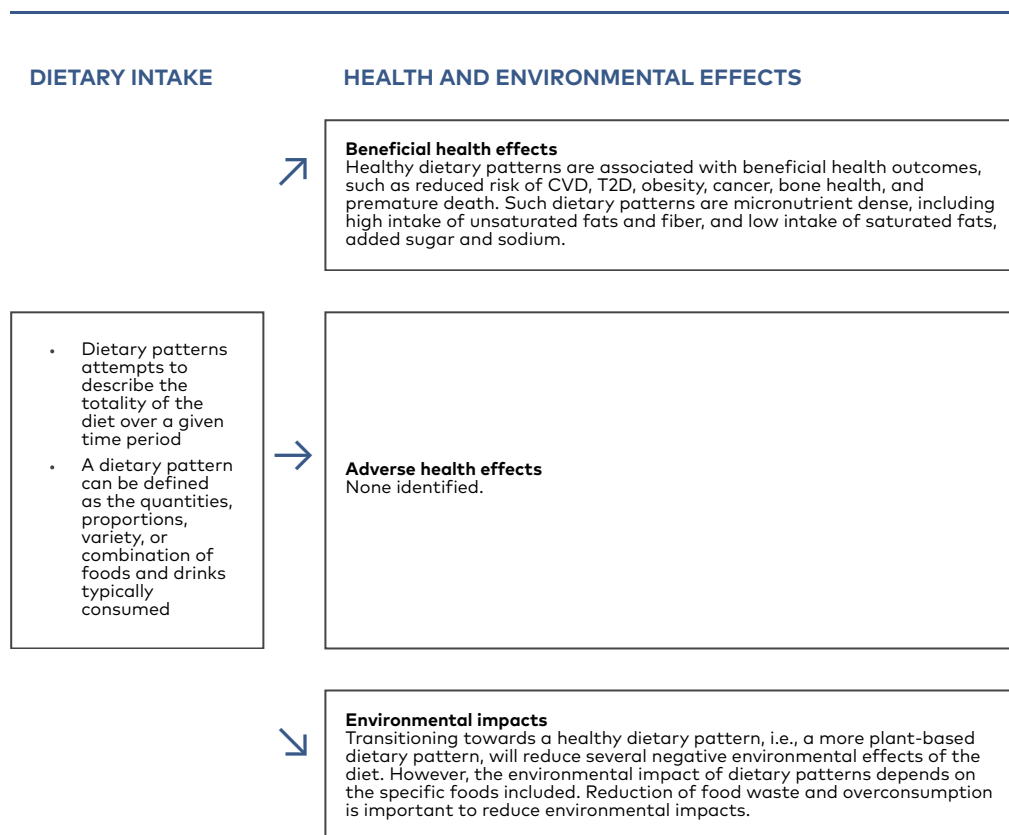 DIETARY INTAKE
HEALTH AND ENVIRONMENTAL EFFECTS
Beneficial health effects
Healthy dietary patterns are associated with beneficial health outcomes,
such as reduced risk of CVD, T2D, obesity, cancer, bone health, and
premature death. Such dietary patterns are micronutrient dense, including
high intake of unsaturated fats and fiber, and low intake of saturated fats,
added sugar and sodium.
• Dietary patterns
attempts to
describe the
totality of the
diet over a given
time period
• A dietary pattern
can be defined
as the quantities,
proportions,
variety, or
combination of
foods and drinks
typically
consumed
Adverse health effects
None identified.
Environmental impacts
Transitioning towards a healthy dietary pattern, i.e., a more plant-based
dietary pattern, will reduce several negative environmental effects of the
diet. However, the environmental impact of dietary patterns depends on
the specific foods included. Reduction of food waste and overconsumption
is important to reduce environmental impacts.